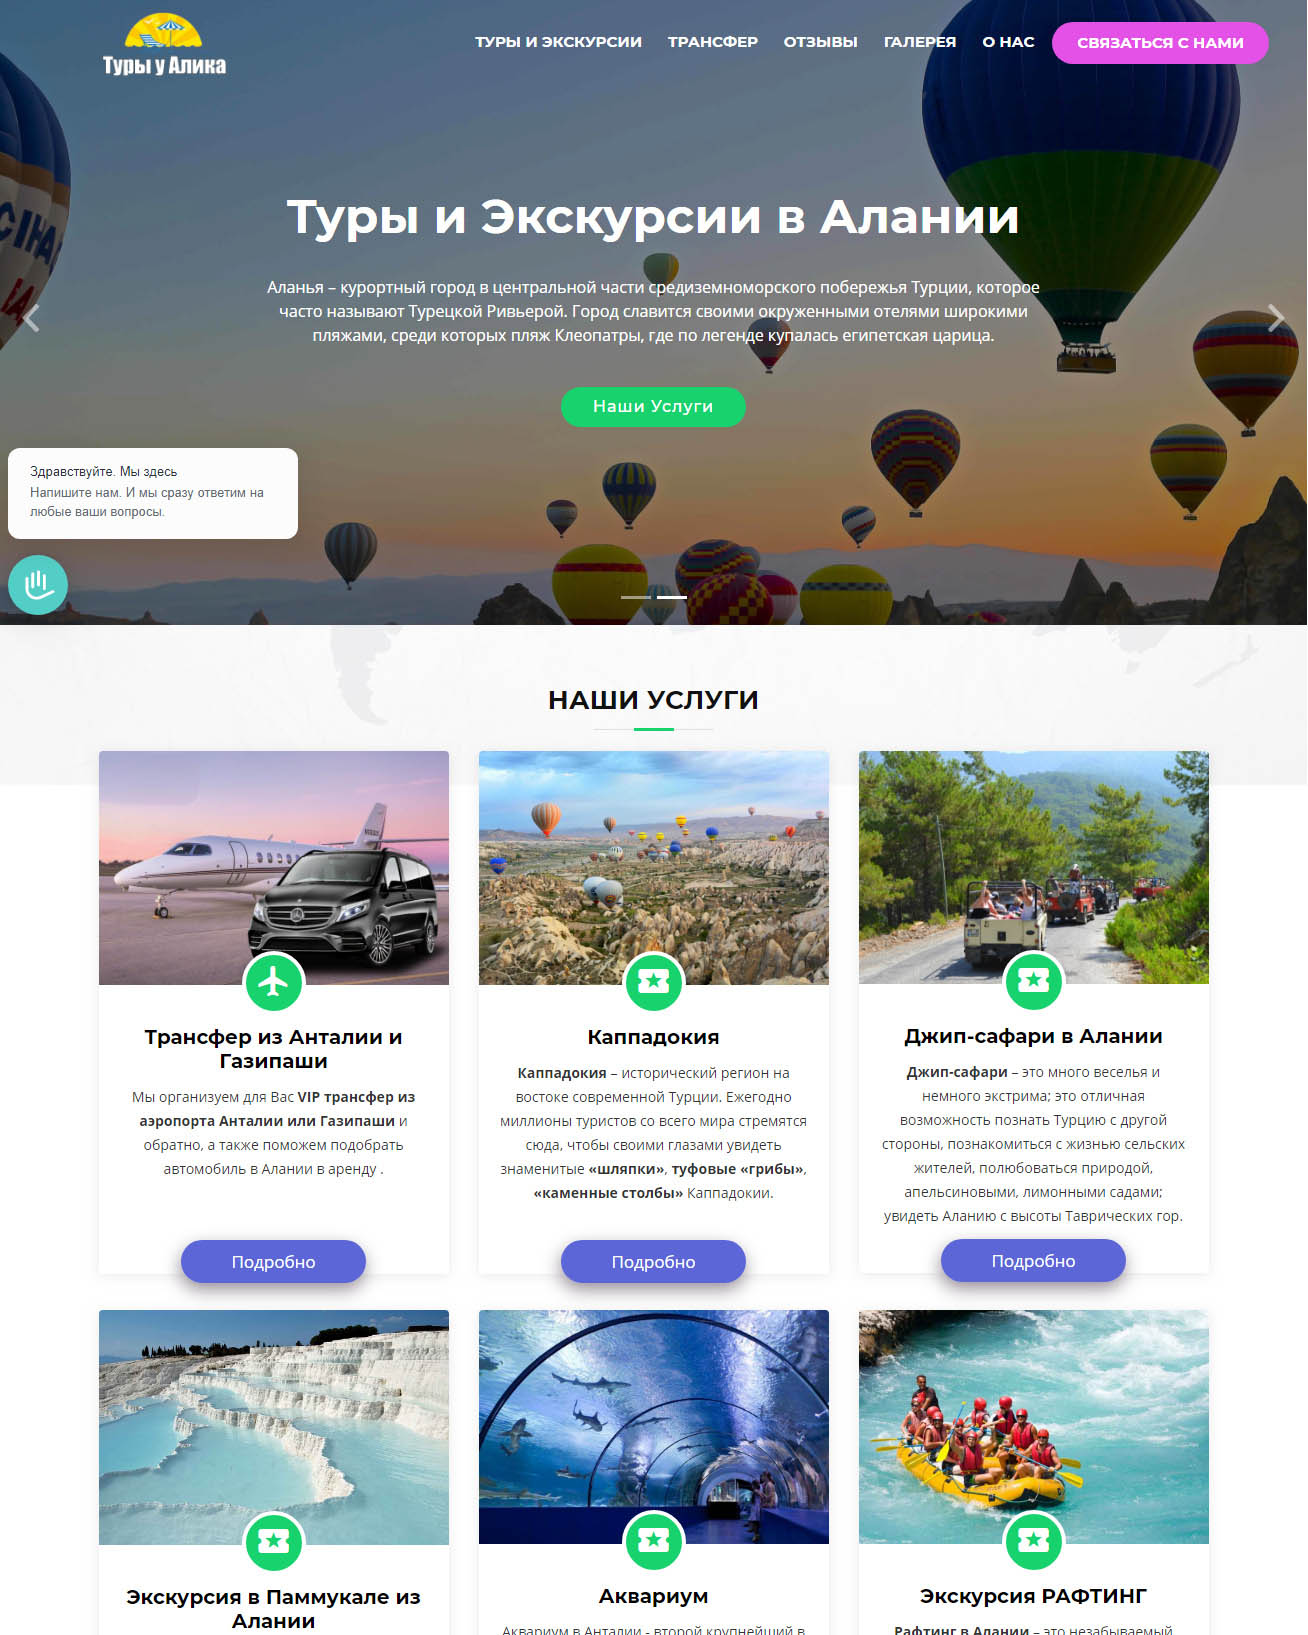 Туры у Алика
ТУРЫ И ЭКСКУРСИИ
ТРАНСФЕР
ОТЗЫВЫ
ГАЛЕРЕЯ
О НАС
СВЯЗАТЬСЯ С НАМИ
Туры и Экскурсии в Алании
Аланья – курортный город в центральной части средиземноморского побережья Турции, которое
часто называют Турецкой Ривьерой. Город славится своими окруженными отелями широкими
пляжами, среди которых пляж Клеопатры, где по легенде купалась египетская царица.
Наши Услуги
Здравствуйте. Мы здесь
Напишите нам. И мы сразу ответим на
любые ваши вопросы.
НАШИ УСЛУГИ
Трансфер из Анталии и
Газипаши
Мы организуем для Вас VIP трансфер из
аэропорта Анталии или Газипаши и
обратно, а также поможем подобрать
автомобиль в Алании в аренду .
Подробно
Каппадокия
Каппадокия – исторический регион на
востоке современной Турции. Ежегодно
миллионы туристов со всего мира стремятся
сюда, чтобы своими глазами увидеть
знаменитые «шляпки», туфовые «грибы»,
«каменные столбы» Каппадокии.
Подробно
Джип-сафари в Алании
Джип-сафари – это много веселья и
немного экстрима; это отличная
возможность познать Турцию с другой
стороны, познакомиться с жизнью сельских
жителей, полюбоваться природой,
апельсиновыми, лимонными садами;
увидеть Аланию с высоты Таврических гор.
Подробно
Экскурсия в Паммукале из
Алании
Аквариум
Аквариум в Анталии - второй крупнейший в
Экскурсия РАФТИНГ
Рафтинг в Алании – это незабываемый